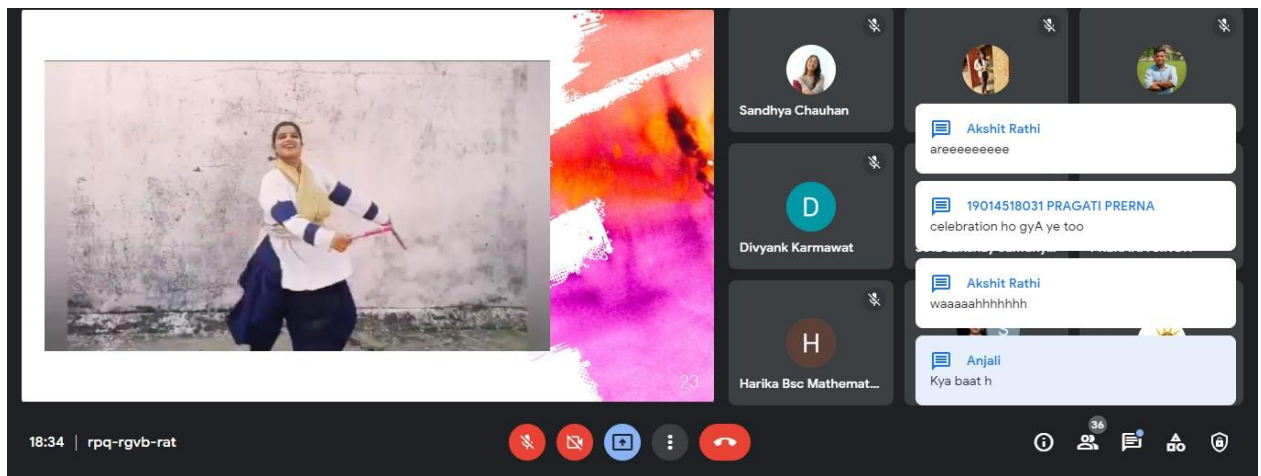 23
Sandhya Chauhan
D
Divyank Karmawat
H
Harika Bsc Mathemat...
Akshit Rathi
areeeeeeeee
19014518031 PRAGATI PRERNA
celebration ho gyA ye too
Akshit Rathi
waaaaahhhhhhh
S
Anjali
Kya baat h
18:34 | rpq-rgvb-rat
36